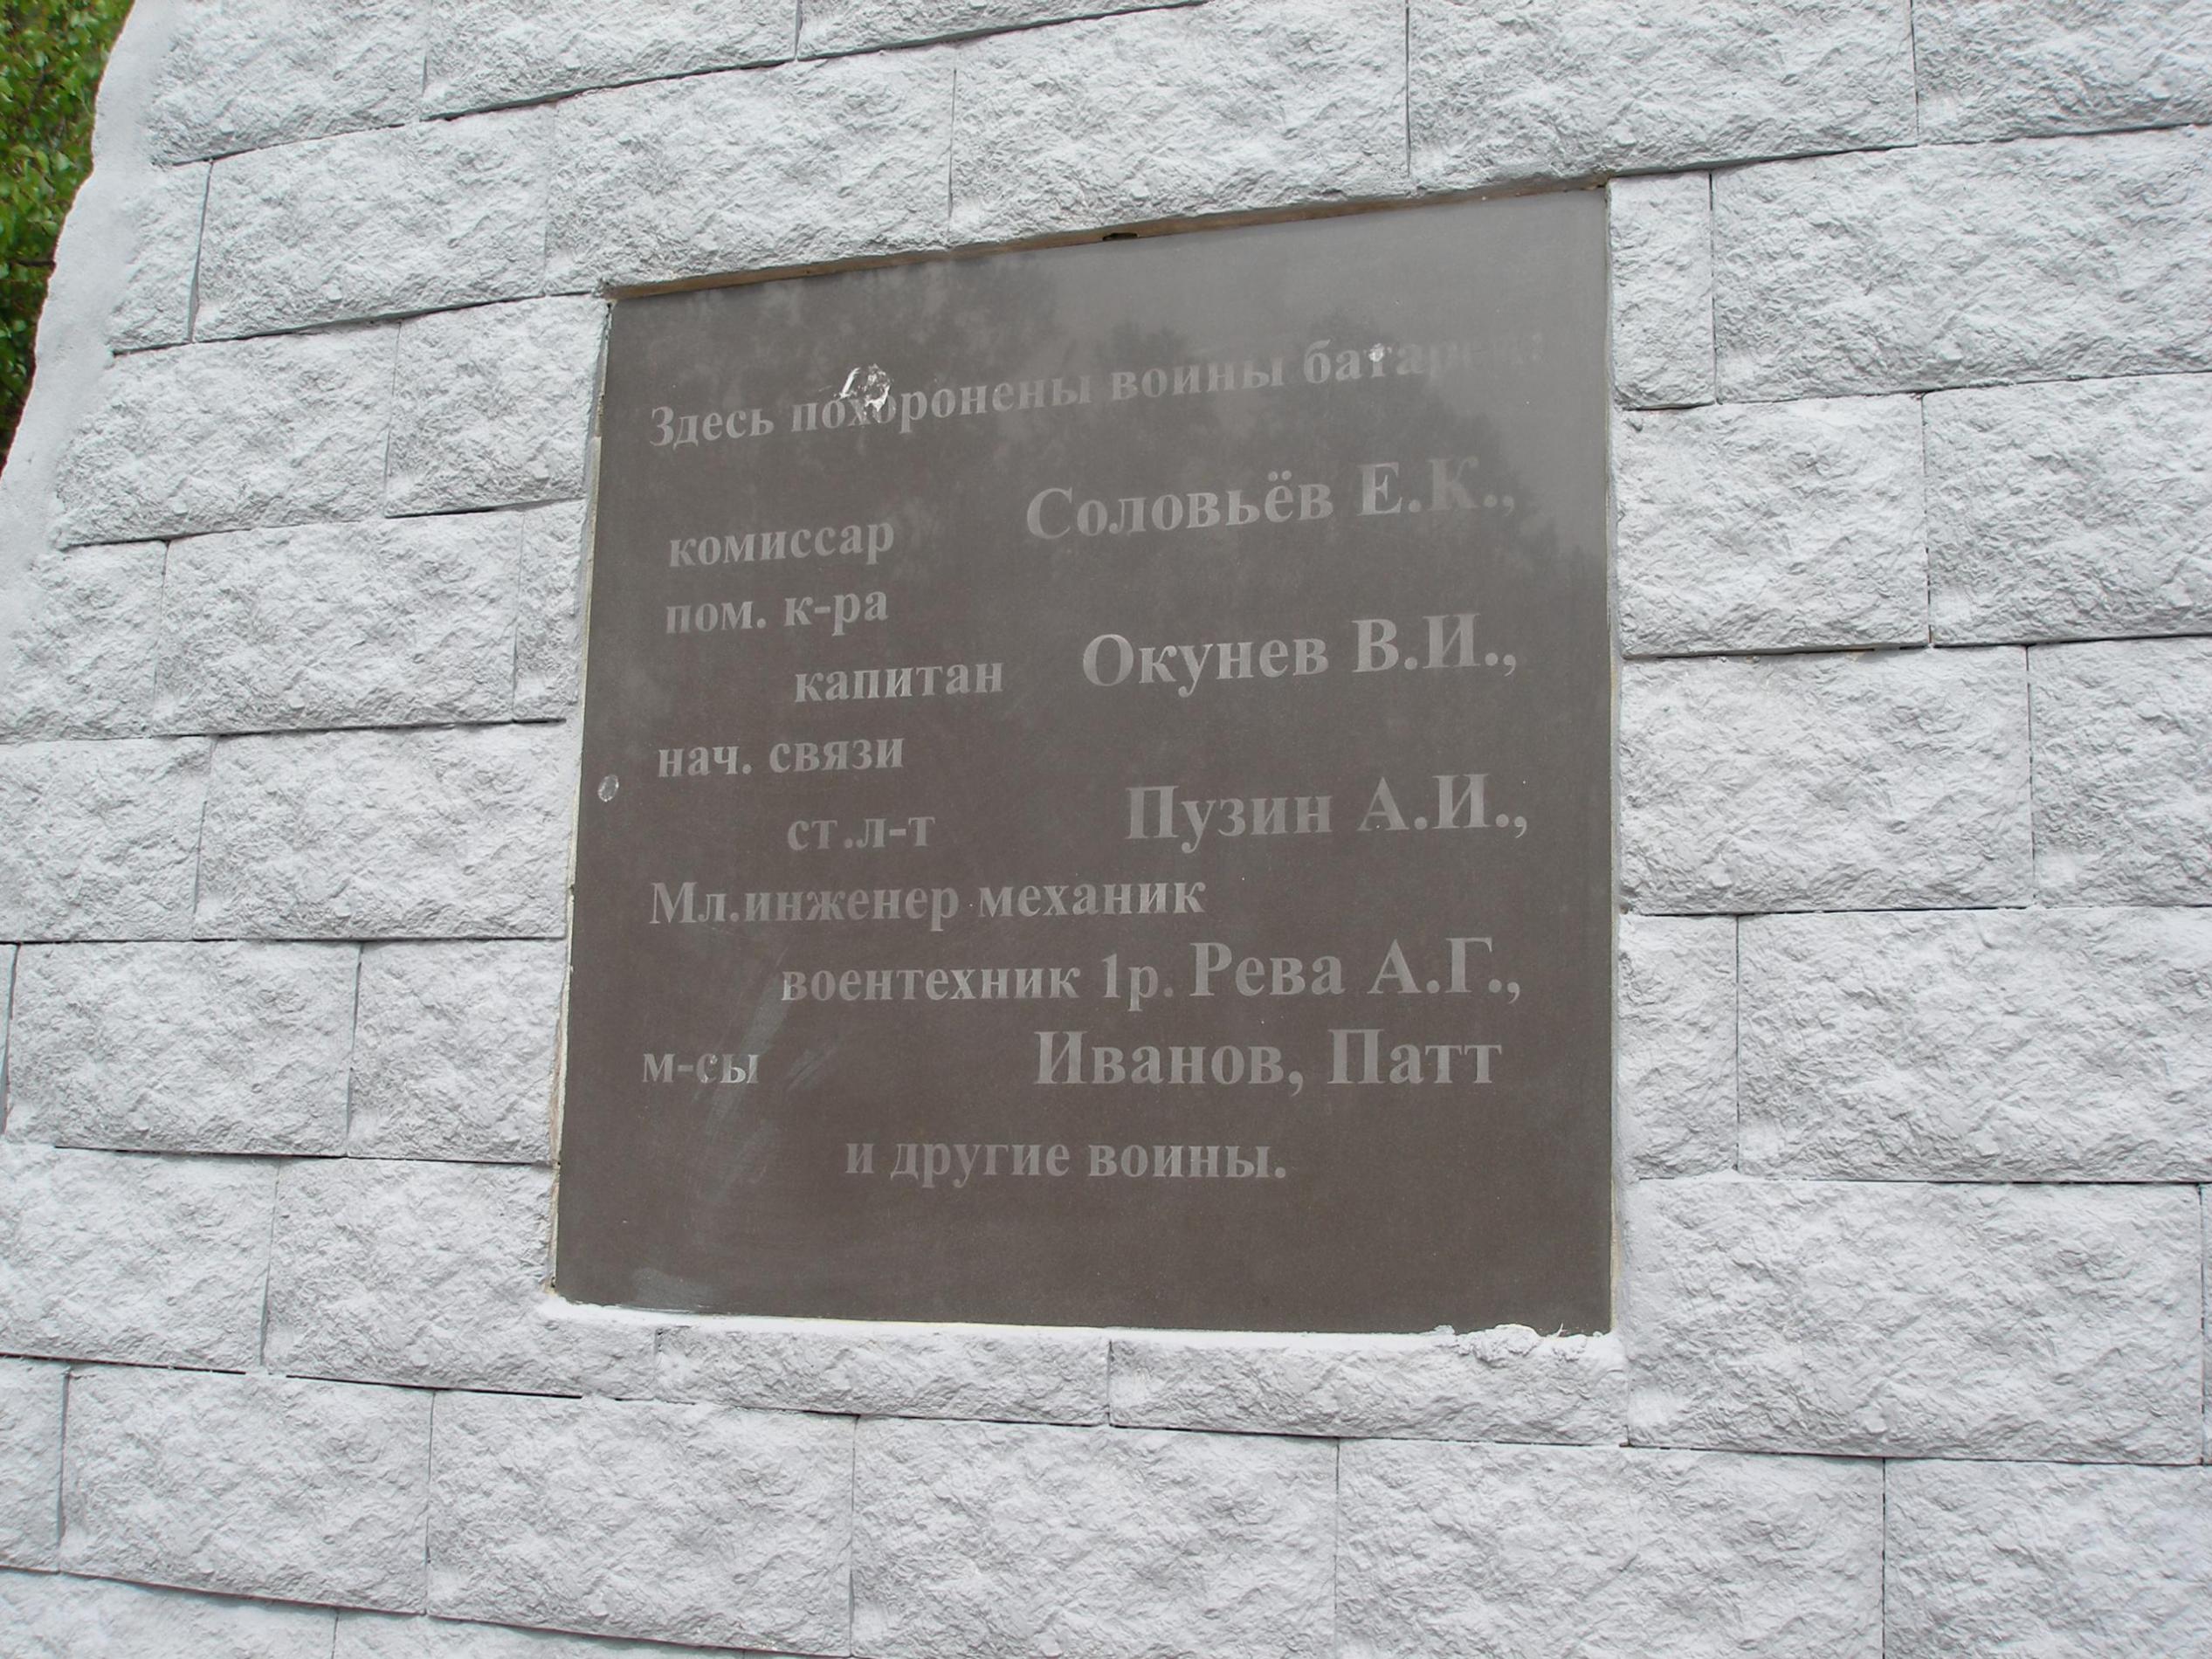 Здесь похоронены воины
комиссар Соловьёв Е.К.,
пом. к-ра
капитан Окунев В.И.,
нач. связи
ст.л-т Пузин А.И.,
Мл.инженер механик
воентехник 1р. Рева А.Г.,
м-сы Иванов, Патт
и другие воины.